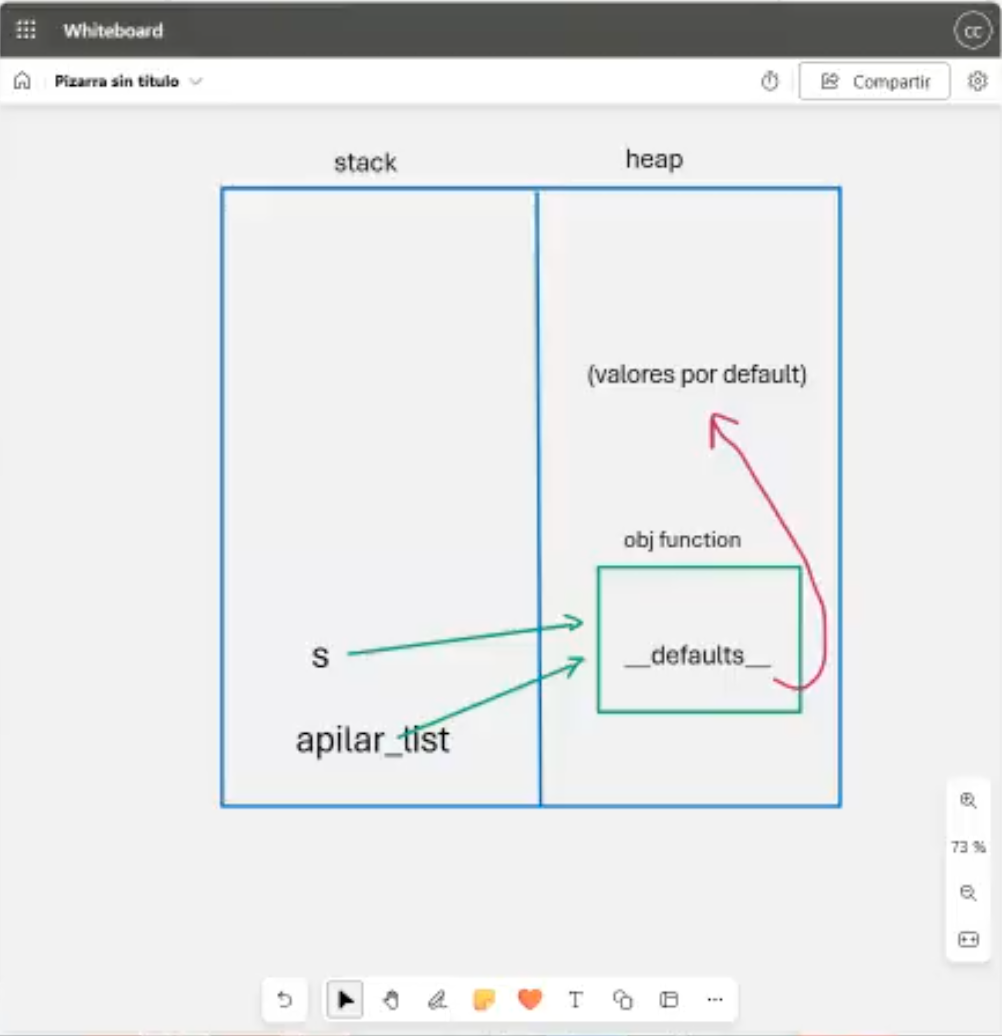 Whiteboard
CC
Pizarra sin título
Compartir
stack
heap
(valores por default)
obj function
s
__defaults__
apilar_list
73 %
T